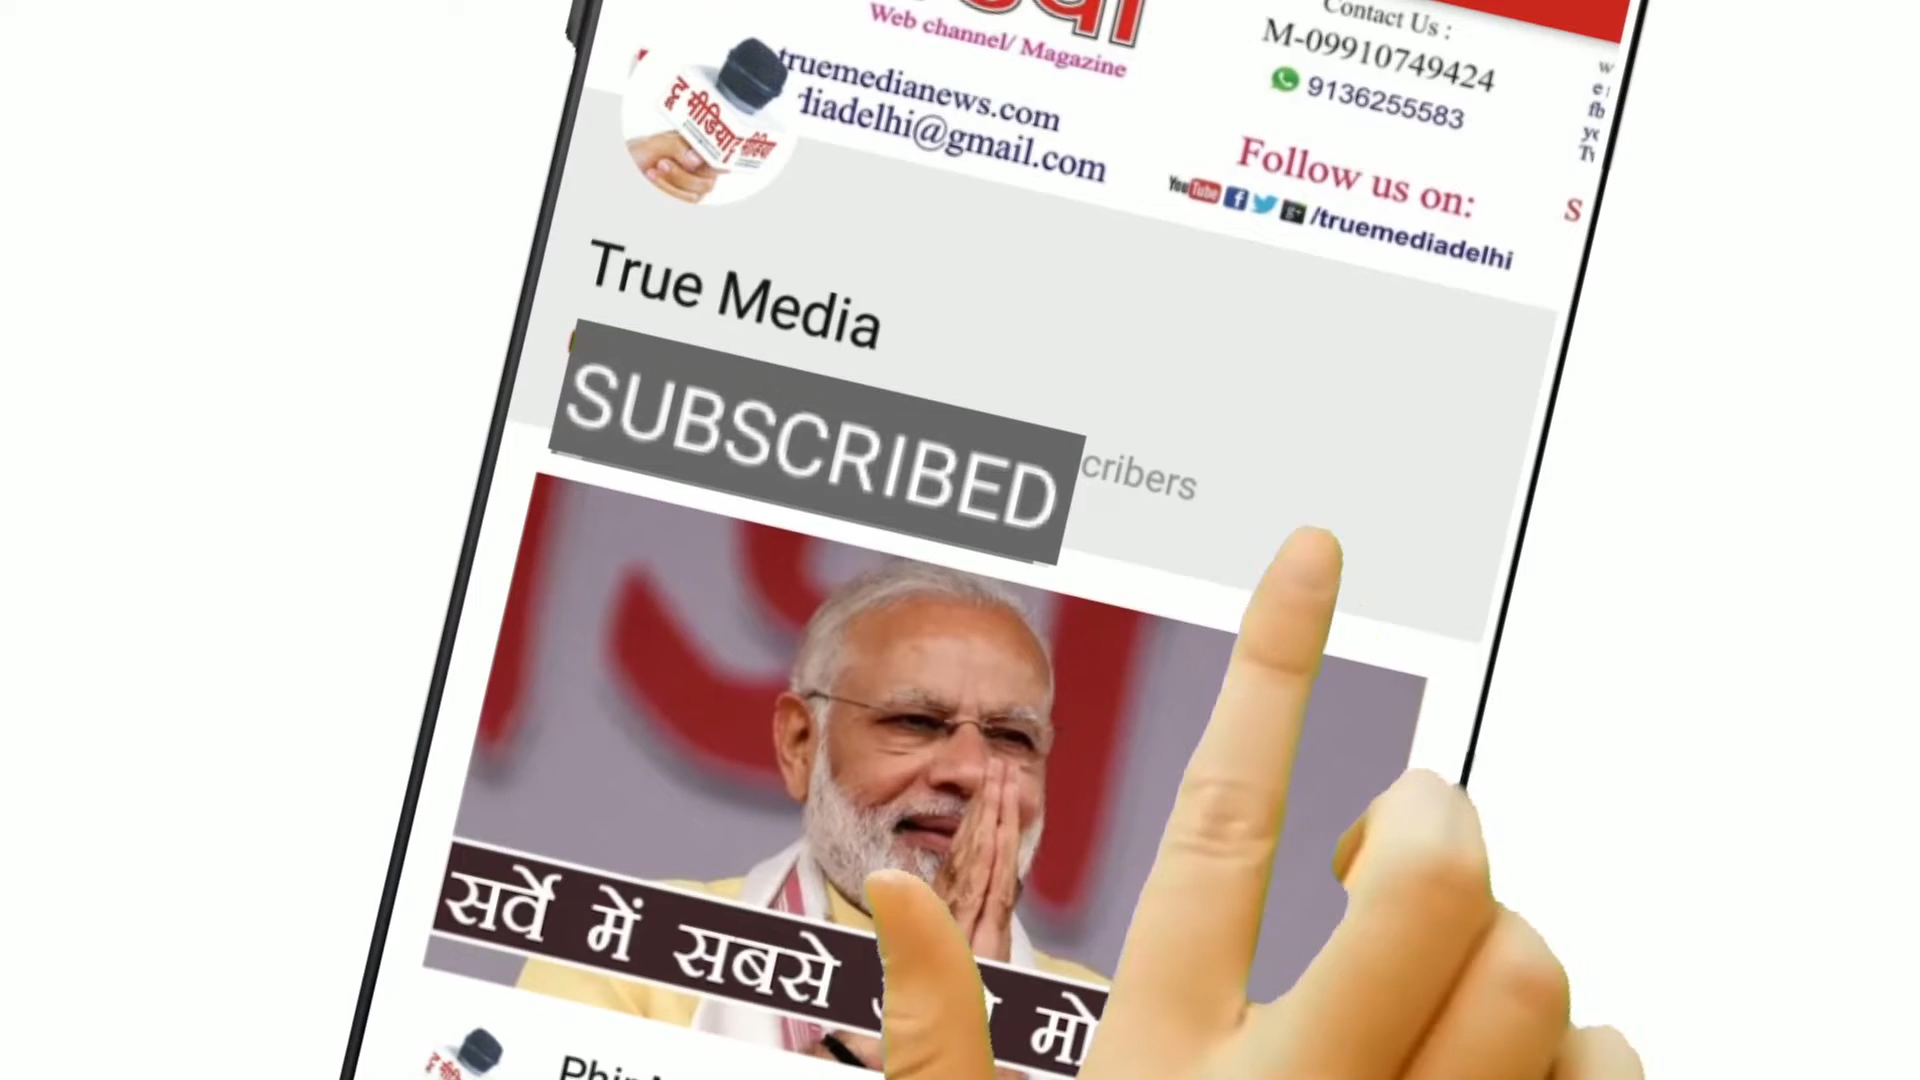 Web channel/ Magazine
truemedianews.com
diadelhi@gmail.com
Contact Us :
M-09910749424
9136255583
Follow us on:
YouTube /truemediadelhi
टू मीडिया
True Media
SUBSCRIBED
cribers
सर्वे में सबसे